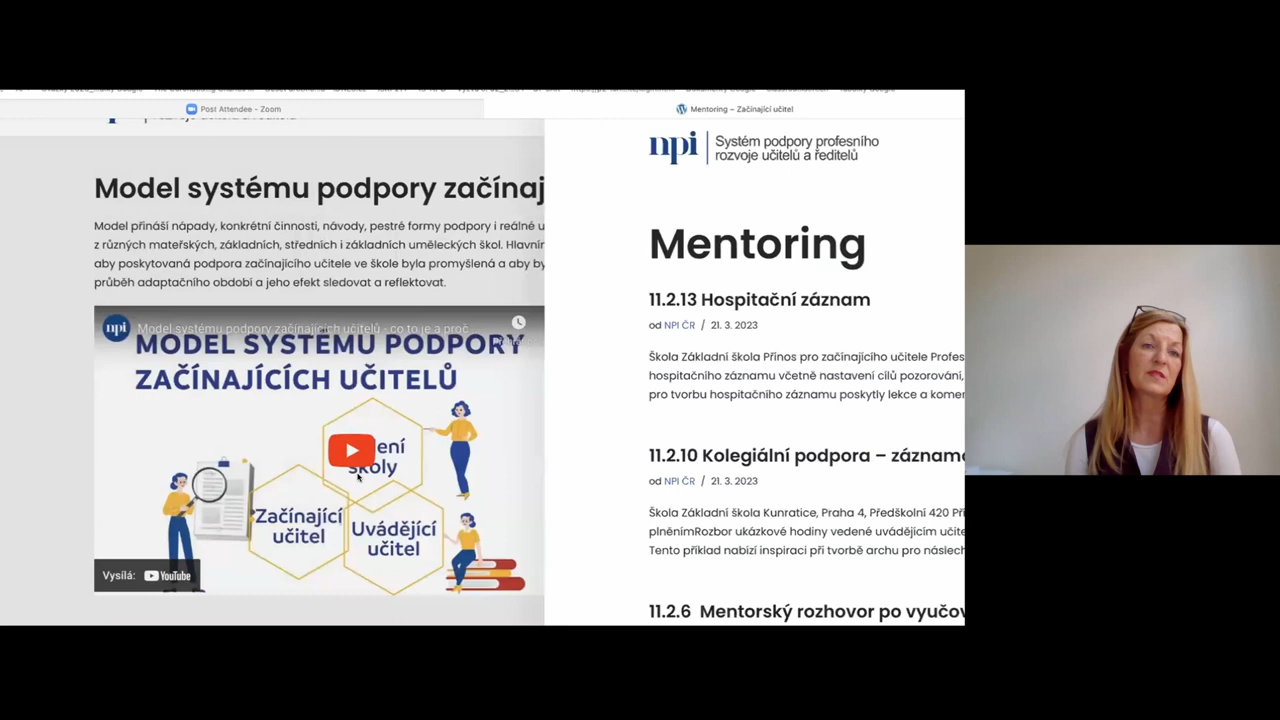 Post Attendee - Zoom
Mentoring – Začínající učitel
npi
Systém podpory profesního
rozvoje učitelů a ředitelů
Model systému podpory začínaj
Model přináší nápady, konkrétní činnosti, návody, pestré formy podpory i reálné u
z různých mateřských, základních, středních i základních uměleckých škol. Hlavním
aby poskytovaná podpora začínajícího učitele ve škole byla promyšlená a aby by
průběh adaptačního období a jeho efekt sledovat a reflektovat.
npi
Model systému podpory začínajících učitelů - co to je a proč
MODEL SYSTÉMU PODPORY
ZAČÍNAJÍCÍCH UČITELŮ
školy
Začínající
učitel
Uvádějící
učitel
Vysílá: YouTube
Mentoring
11.2.13 Hospitační záznam
od NPI ČR / 21. 3. 2023
Škola Základní škola Přínos pro začínajícího učitele Profes
hospitačního záznamu včetně nastavení cílů pozorování,
pro tvorbu hospitačního záznamu poskytly lekce a komen
11.2.10 Kolegiální podpora – záznam
od NPI ČR / 21. 3. 2023
Škola Základní škola Kunratice, Praha 4, Předškolní 420 Pří
plněnímRozbor ukázkové hodiny vedené uvádějícím učite
Tento příklad nabízí inspiraci při tvorbě archu pro následn
11.2.6 Mentorský rozhovor po vyučov